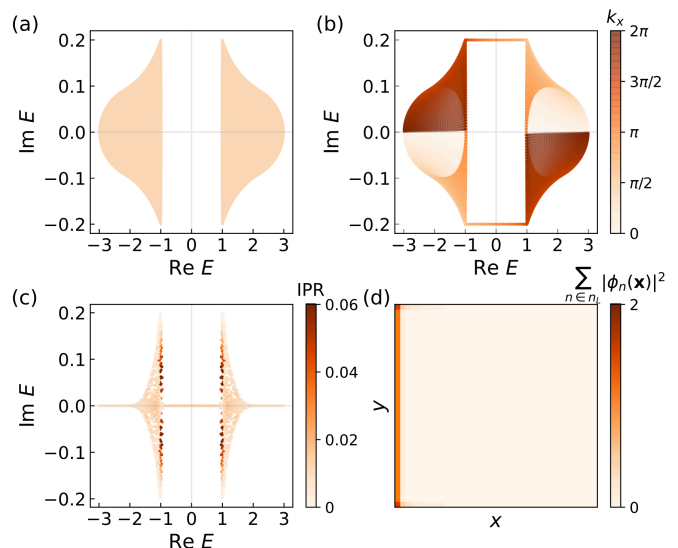 (a)
0.2
0.1
0.0
−0.1
−0.2
Im E
−3 −2 −1 0 1 2 3
Re E
(b)
0.2
0.1
0.0
−0.1
−0.2
Im E
−3 −2 −1 0 1 2 3
Re E
k_x
2π
3π/2
π
π/2
0
(c)
0.2
0.1
0.0
−0.1
−0.2
Im E
−3 −2 −1 0 1 2 3
Re E
IPR
0.06
0.04
0.02
0
(d)
∑ |ϕ_n(𝐱)|²
n ∈ n_L
y
x
2
0